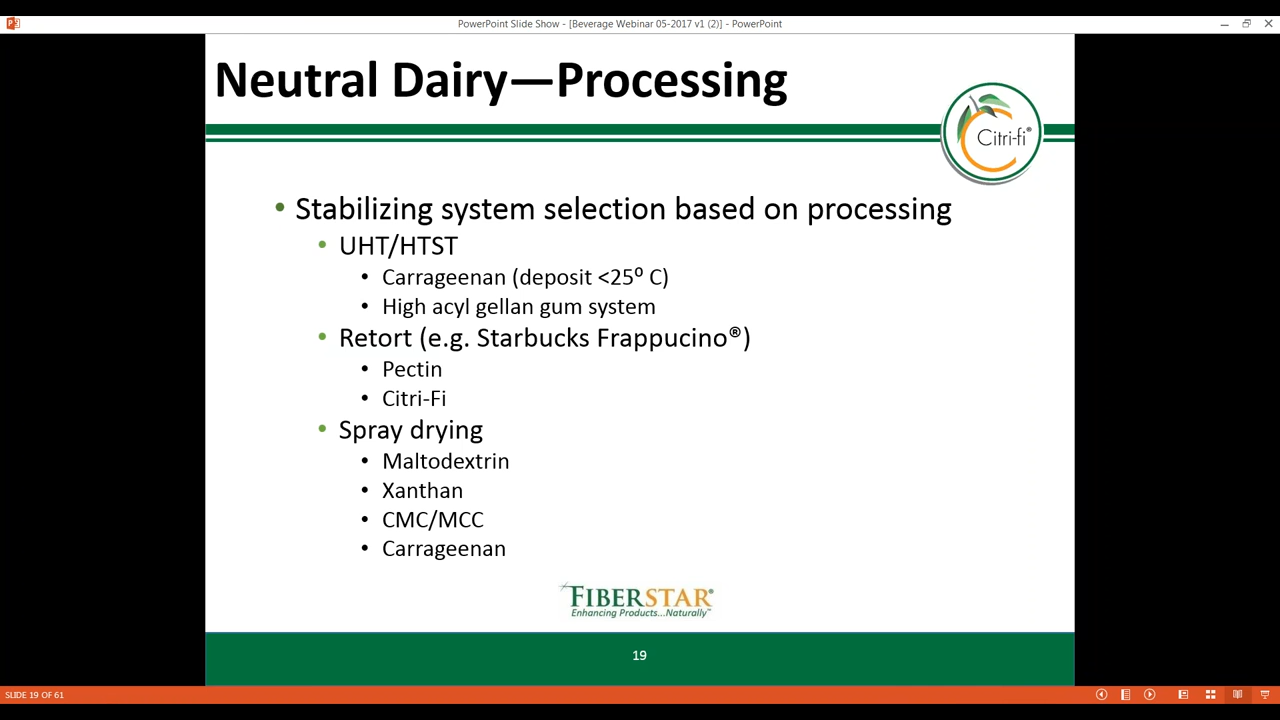 PowerPoint Slide Show - [Beverage Webinar 05-2017 v1 (2)] - PowerPoint
Neutral Dairy—Processing
Citri-fi®
• Stabilizing system selection based on processing
• UHT/HTST
• Carrageenan (deposit <25⁰ C)
• High acyl gellan gum system
• Retort (e.g. Starbucks Frappucino®)
• Pectin
• Citri-Fi
• Spray drying
• Maltodextrin
• Xanthan
• CMC/MCC
• Carrageenan
FIBERSTAR®
Enhancing Products...Naturally™
19
SLIDE 19 OF 61